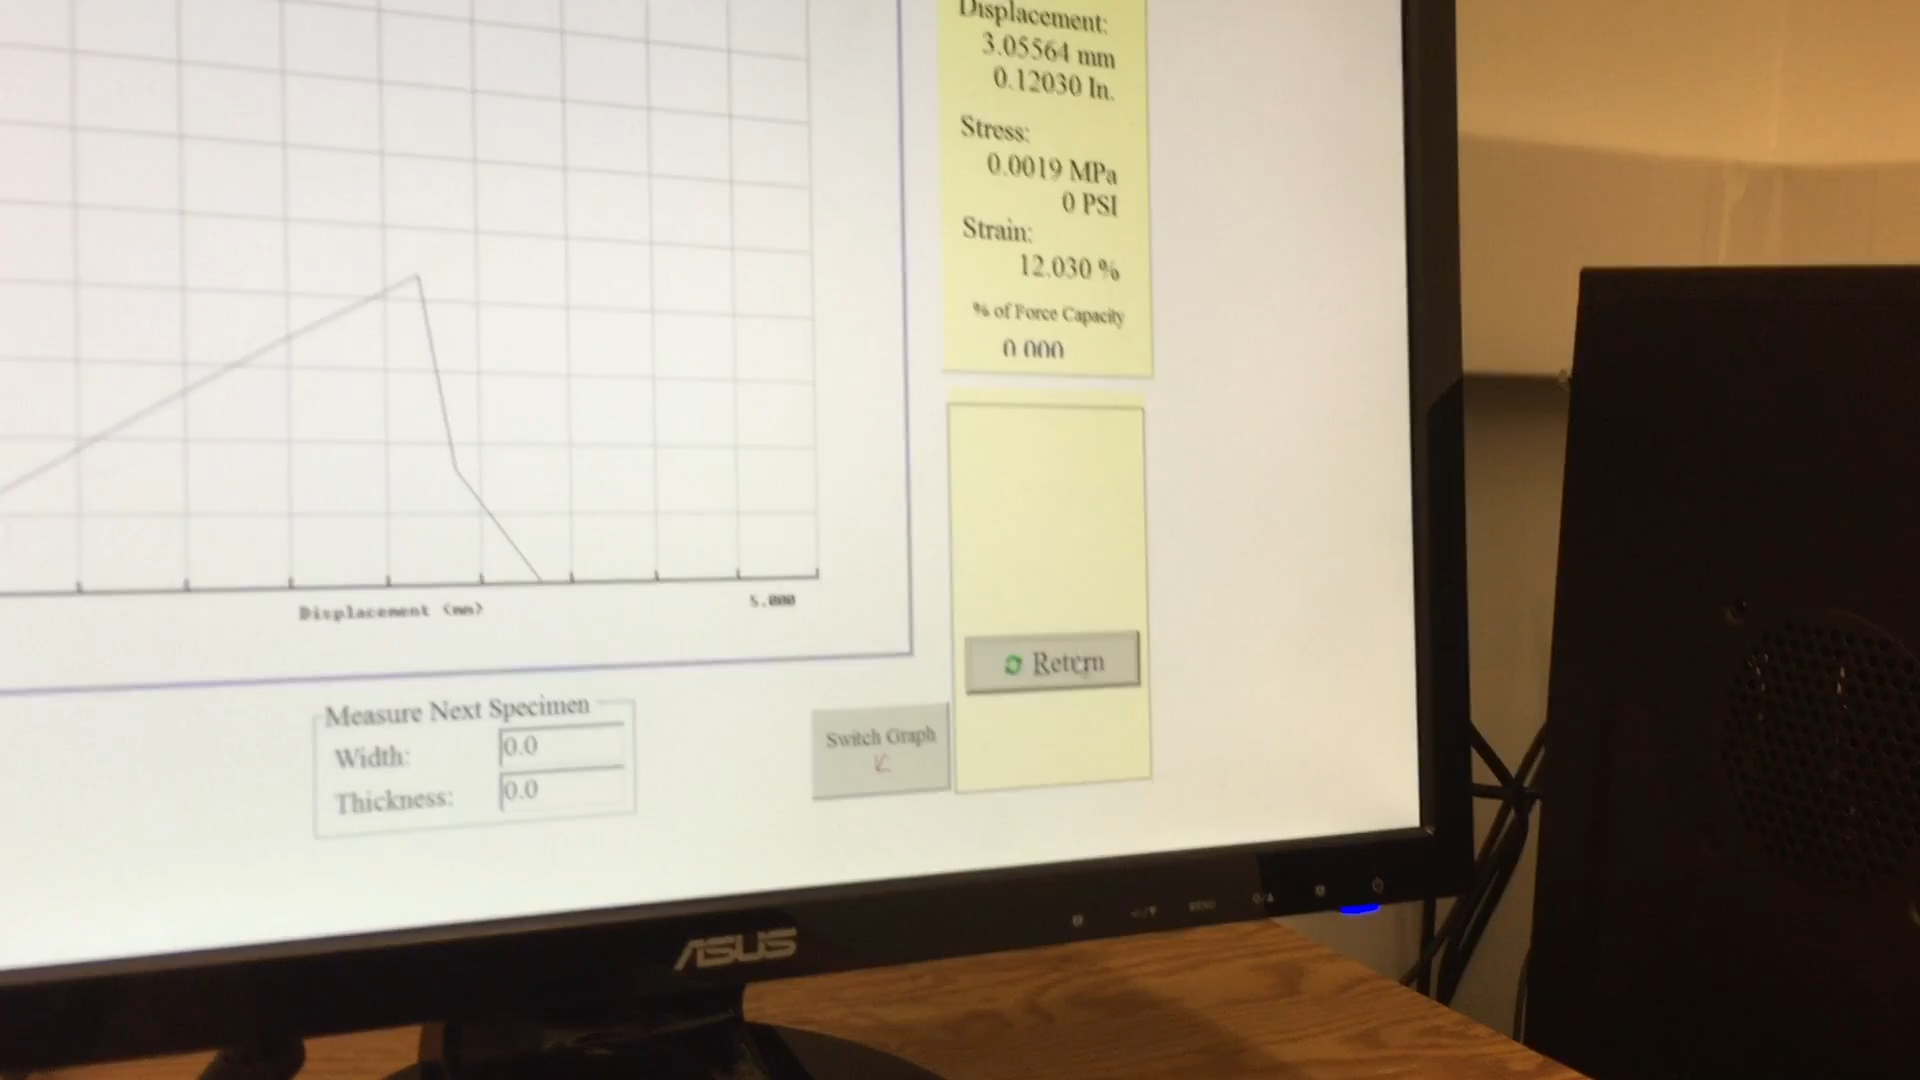 Displacement:
3.05564 mm
0.12030 In.
Stress:
0.0019 MPa
0 PSI
Strain:
12.030 %
% of Force Capacity
0.000
Displacement (mm)
5.000
Return
Measure Next Specimen
Width:
0.0
Thickness:
0.0
Switch Graph
ASUS
MENU